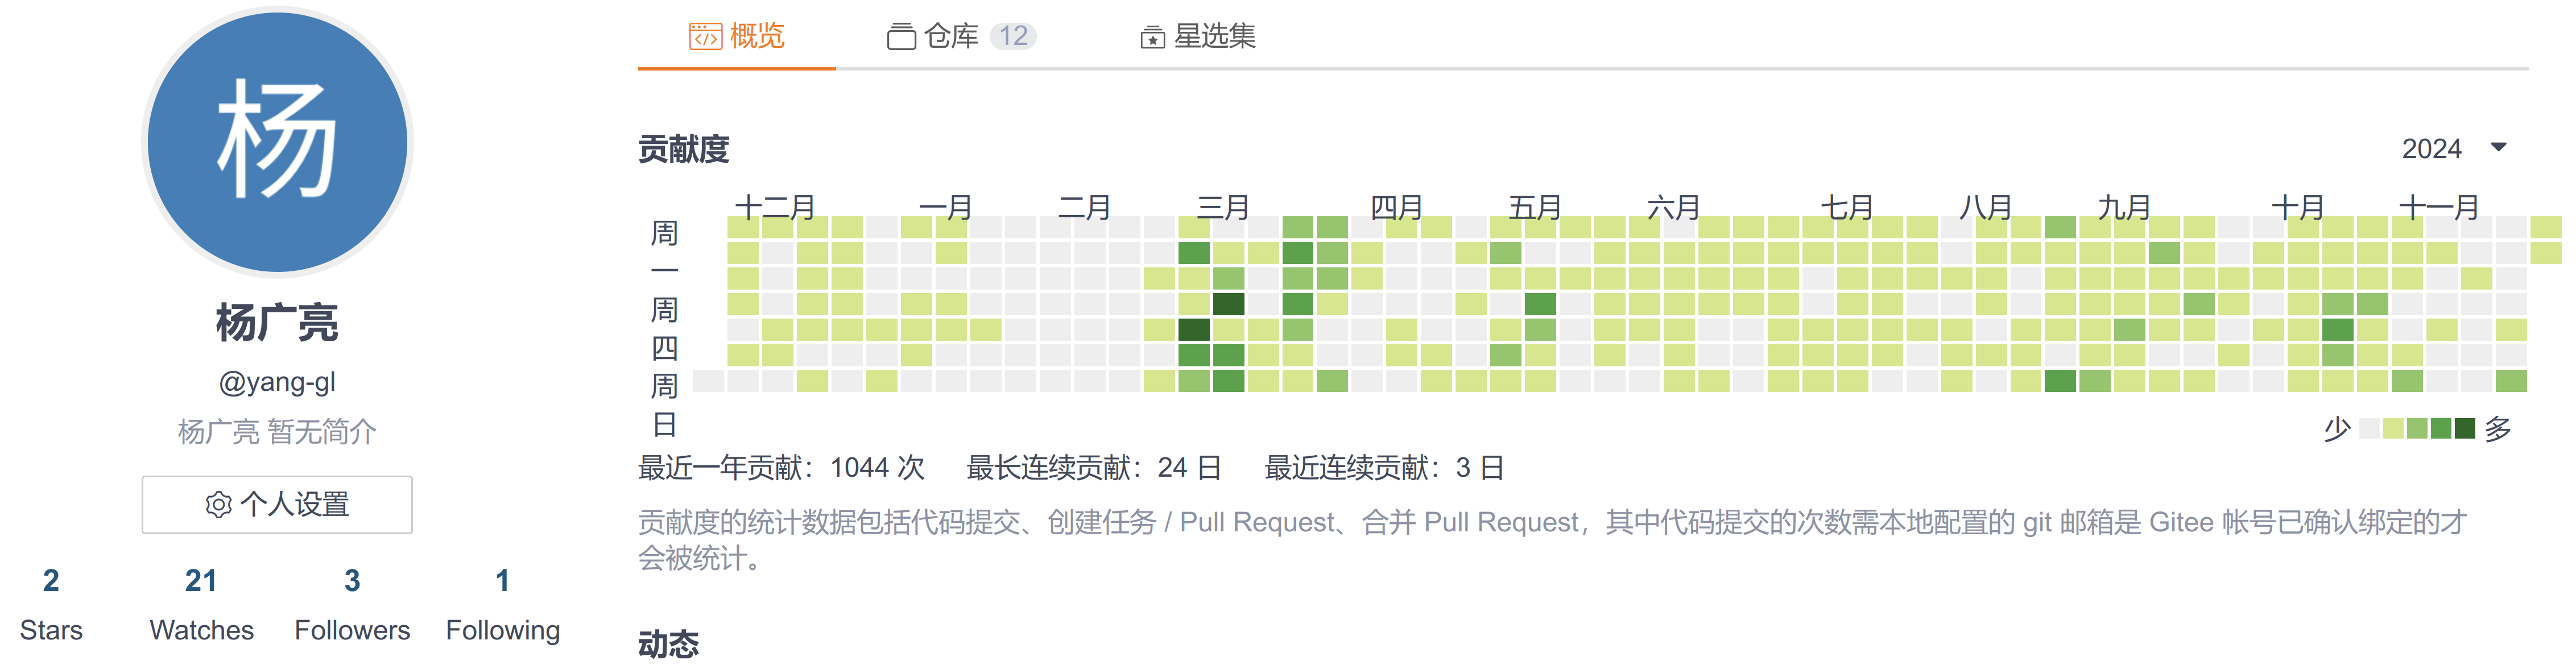 杨
杨广亮
@yang-gl
杨广亮 暂无简介
个人设置
2 21 3 1
Stars Watches Followers Following
概览 仓库 12 星选集
贡献度 2024
十二月 一月 二月 三月 四月 五月 六月 七月 八月 九月 十月 十一月
周一
周四
周日
少 多
最近一年贡献：1044 次 最长连续贡献：24 日 最近连续贡献：3 日
贡献度的统计数据包括代码提交、创建任务 / Pull Request、合并 Pull Request，其中代码提交的次数需本地配置的 git 邮箱是 Gitee 帐号已确认绑定的才
会被统计。
动态